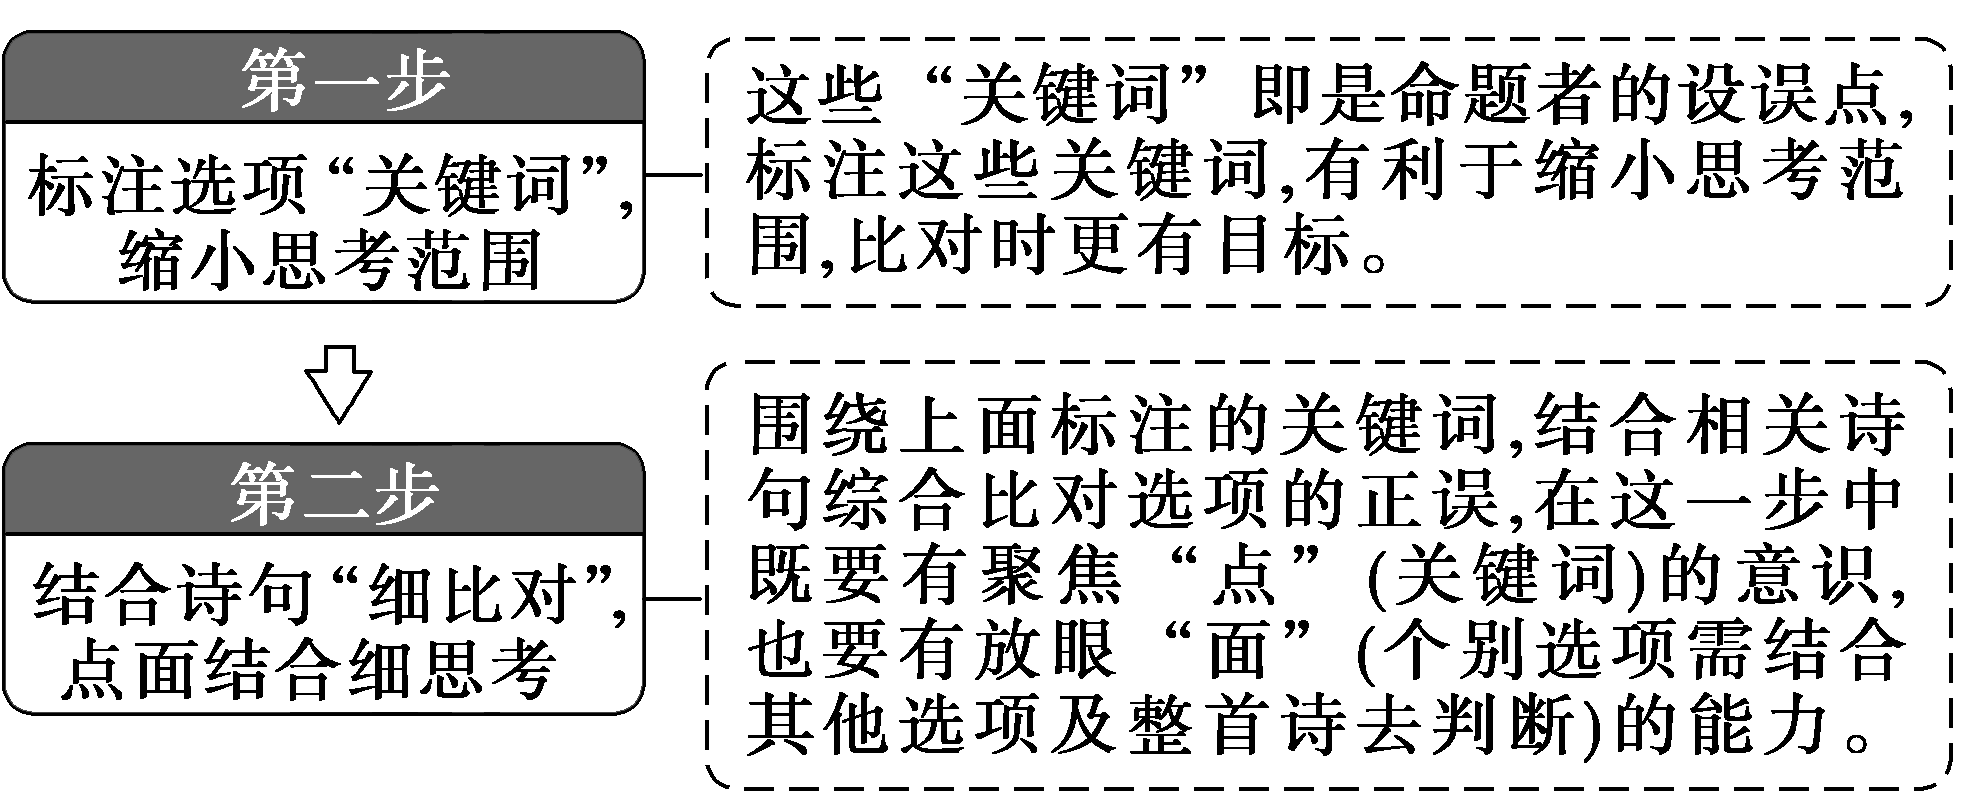 第一步
标注选项“关键词”,
缩小思考范围
这些“关键词”即是命题者的设误点,
标注这些关键词,有利于缩小思考范
围,比对时更有目标。
第二步
结合诗句“细比对”,
点面结合细思考
围绕上面标注的关键词,结合相关诗
句综合比对选项的正误,在这一步中
既要有聚焦“点”(关键词)的意识,
也要有放眼“面”(个别选项需结合
其他选项及整首诗去判断)的能力。